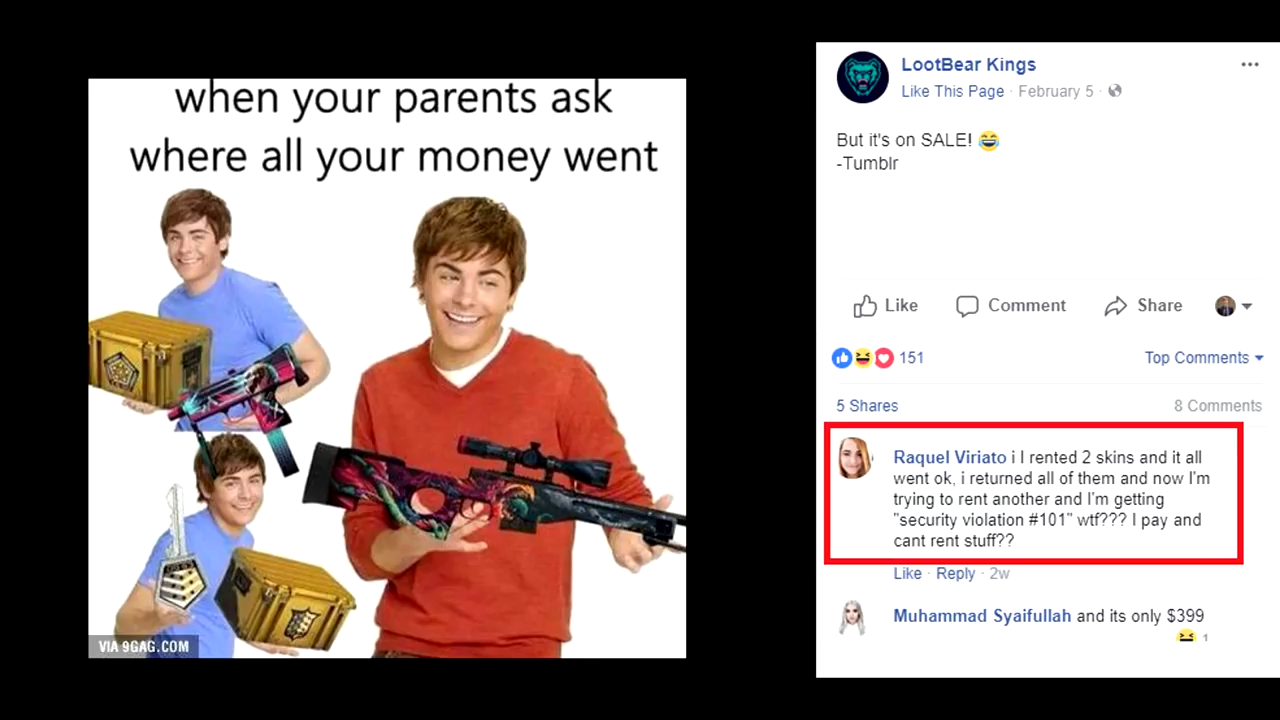 when your parents ask
where all your money went
VIA 9GAG.COM
LootBear Kings
Like This Page · February 5 ·
But it's on SALE! 😂
-Tumblr
Like Comment Share
151 Top Comments
5 Shares 8 Comments
Raquel Viriato i I rented 2 skins and it all
went ok, i returned all of them and now I'm
trying to rent another and I'm getting
"security violation #101" wtf??? I pay and
cant rent stuff??
Like · Reply · 2w
Muhammad Syaifullah and its only $399
😆 1